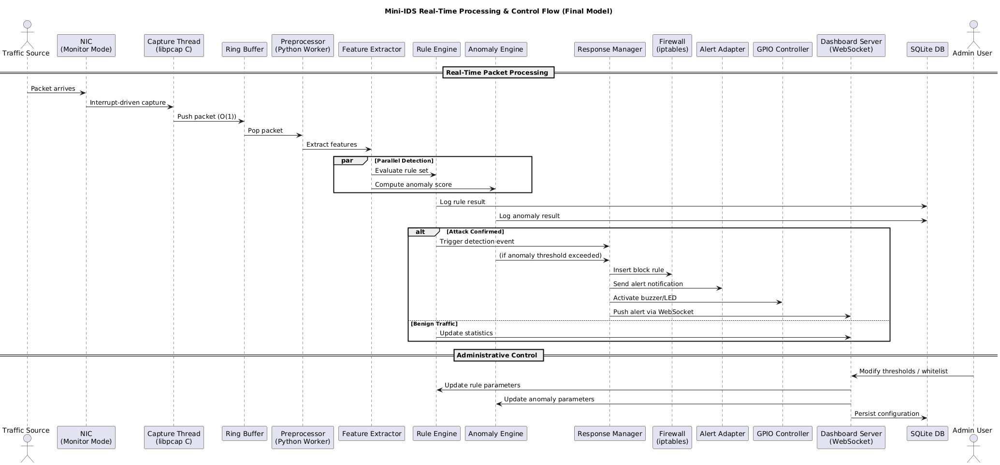 Mini-IDS Real-Time Processing & Control Flow (Final Model)
Traffic Source
NIC
(Monitor Mode)
Capture Thread
(libpcap C)
Ring Buffer
Preprocessor
(Python Worker)
Feature Extractor
Rule Engine
Anomaly Engine
Response Manager
Firewall
(iptables)
Alert Adapter
GPIO Controller
Dashboard Server
(WebSocket)
SQLite DB
Admin User
Real-Time Packet Processing
Packet arrives
Interrupt-driven capture
Push packet (O(1))
Pop packet
Extract features
par [Parallel Detection]
Evaluate rule set
Compute anomaly score
Log rule result
Log anomaly result
alt [Attack Confirmed]
Trigger detection event
(if anomaly threshold exceeded)
Insert block rule
Send alert notification
Activate buzzer/LED
Push alert via WebSocket
[Benign Traffic]
Update statistics
Administrative Control
Modify thresholds / whitelist
Update rule parameters
Update anomaly parameters
Persist configuration
Traffic Source
NIC
(Monitor Mode)
Capture Thread
(libpcap C)
Ring Buffer
Preprocessor
(Python Worker)
Feature Extractor
Rule Engine
Anomaly Engine
Response Manager
Firewall
(iptables)
Alert Adapter
GPIO Controller
Dashboard Server
(WebSocket)
SQLite DB
Admin User